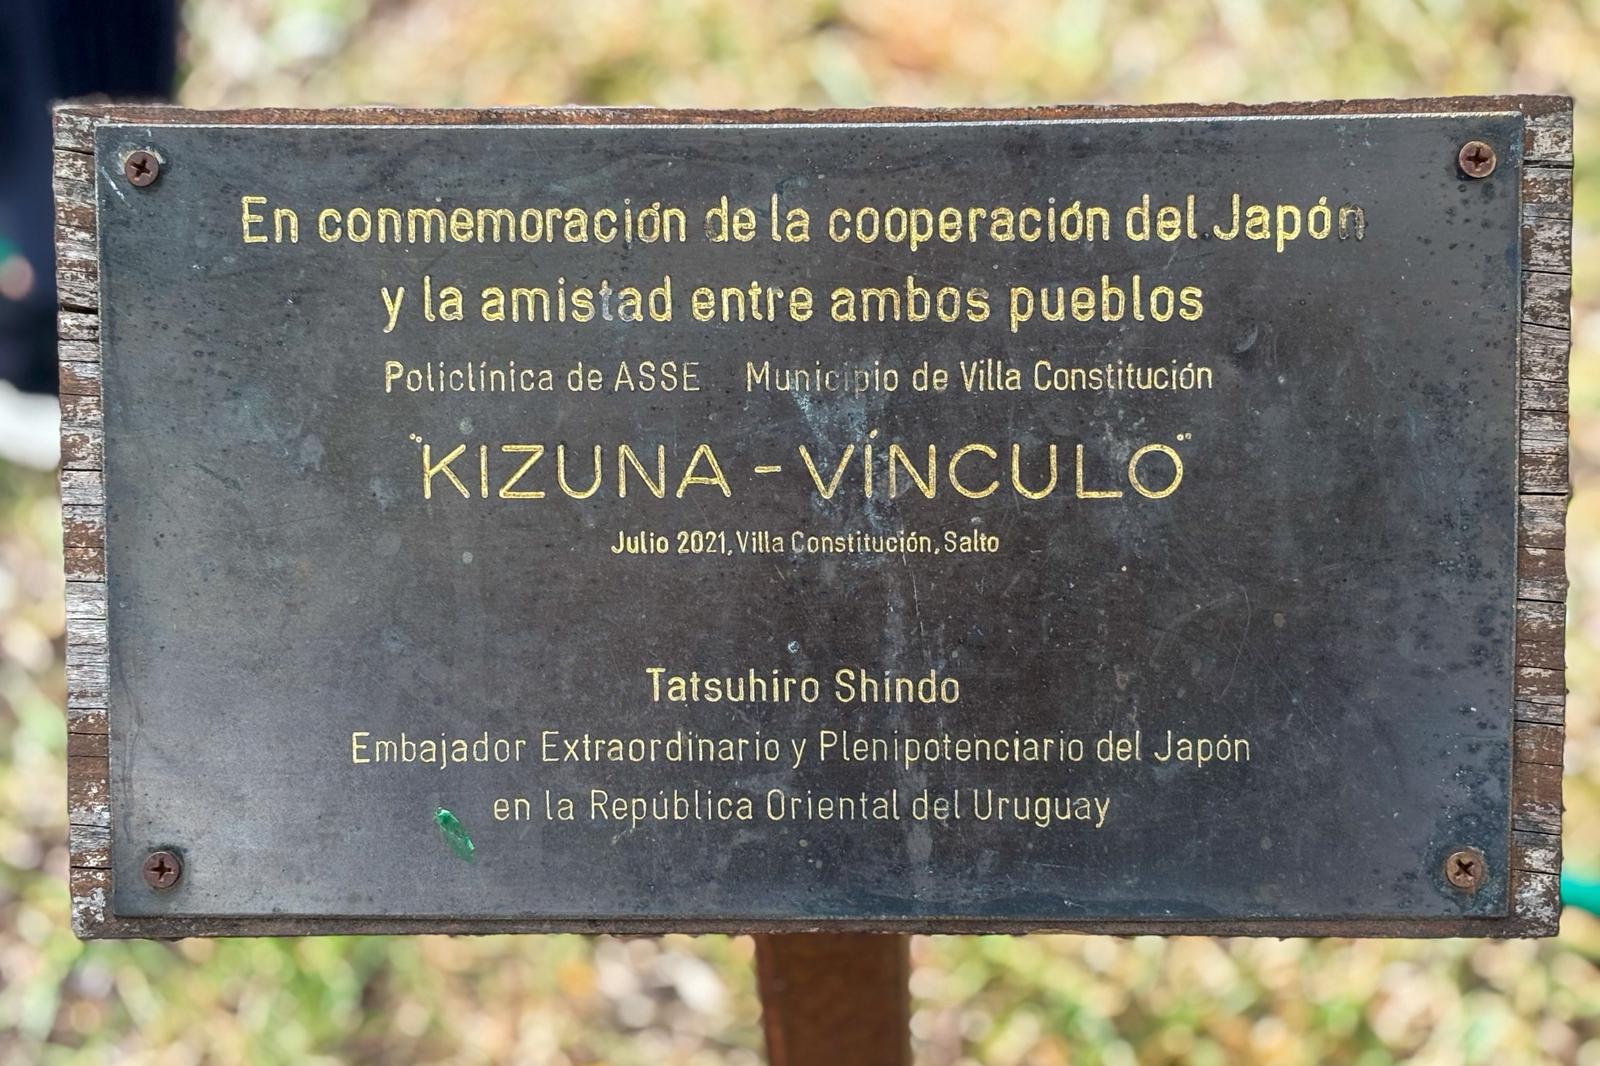 En conmemoración de la cooperación del Japón
y la amistad entre ambos pueblos
Policlínica de ASSE Municipio de Villa Constitución
"KIZUNA - VÍNCULO"
Julio 2021, Villa Constitución, Salto
Tatsuhiro Shindo
Embajador Extraordinario y Plenipotenciario del Japón
en la República Oriental del Uruguay